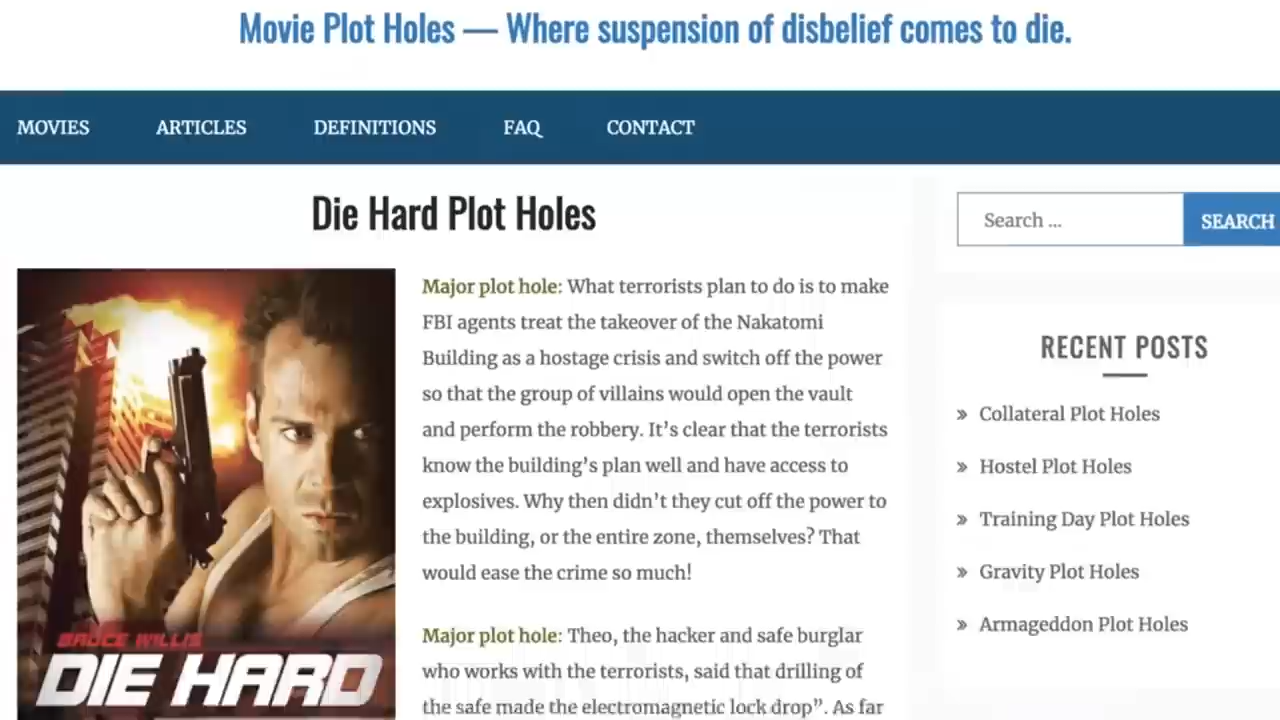 Movie Plot Holes — Where suspension of disbelief comes to die.
MOVIES ARTICLES DEFINITIONS FAQ CONTACT
Die Hard Plot Holes
Major plot hole: What terrorists plan to do is to make
FBI agents treat the takeover of the Nakatomi
Building as a hostage crisis and switch off the power
so that the group of villains would open the vault
and perform the robbery. It’s clear that the terrorists
know the building’s plan well and have access to
explosives. Why then didn’t they cut off the power to
the building, or the entire zone, themselves? That
would ease the crime so much!
Major plot hole: Theo, the hacker and safe burglar
who works with the terrorists, said that drilling of
the safe made the electromagnetic lock drop”. As far
BRUCE WILLIS
DIE HARD
Search ...
SEARCH
RECENT POSTS
» Collateral Plot Holes
» Hostel Plot Holes
» Training Day Plot Holes
» Gravity Plot Holes
» Armageddon Plot Holes